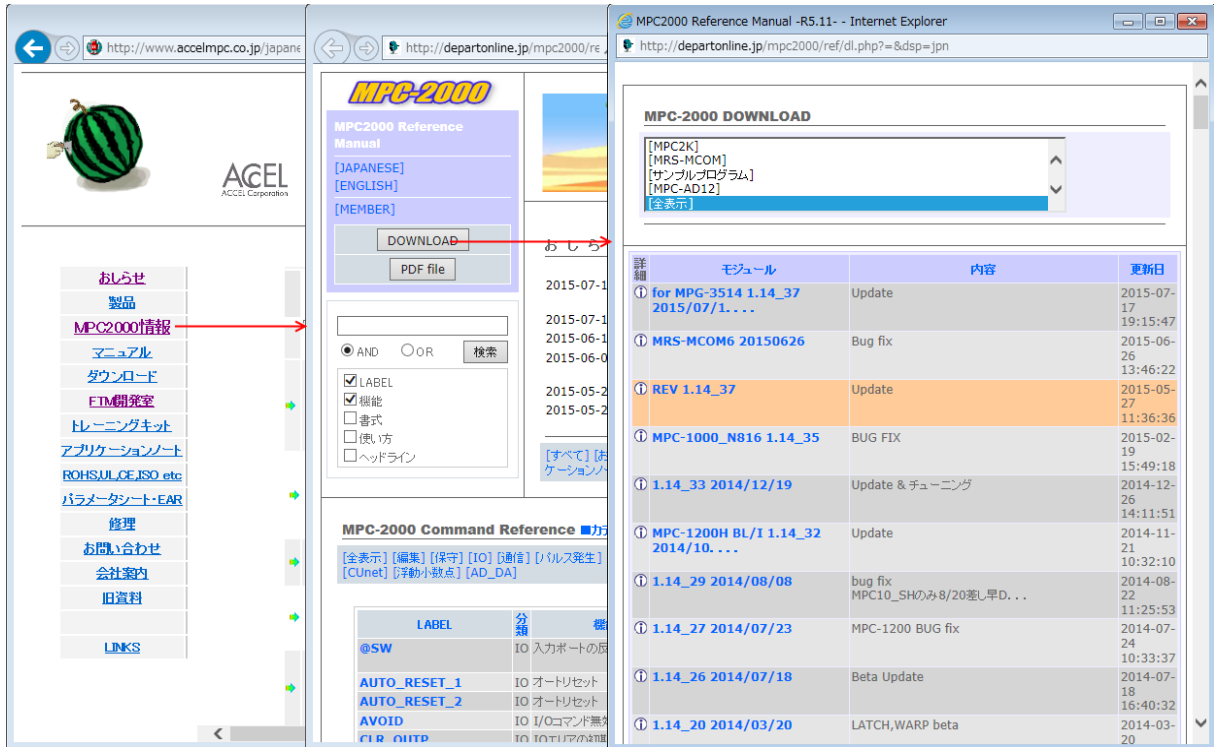 http://www.accelmpc.co.jp/japane
ACCEL
ACCEL Corporation
おしらせ
製品
MPC2000情報
マニュアル
ダウンロード
FTM開発室
トレーニングキット
アプリケーションノート
ROHS,UL,CE,ISO etc
パラメータシート・EAR
修理
お問い合わせ
会社案内
旧資料
LINKS
http://departonline.jp/mpc2000/re
MPC-2000
MPC2000 Reference
Manual
[JAPANESE]
[ENGLISH]
[MEMBER]
DOWNLOAD
PDF file
おしら
2015-07-1
2015-07-1
2015-06-1
2015-06-0
2015-05-2
2015-05-2
AND OR 検索
LABEL
機能
書式
使い方
ヘッドライン
[すべて] [お
ケーションノー
MPC-2000 Command Reference ■カテ
[全表示] [編集] [保守] [IO] [通信] [パルス発生]
[CUnet] [浮動小数点] [AD_DA]
LABEL 分類 機
@SW IO 入力ポートの反
AUTO_RESET_1 IO オートリセット
AUTO_RESET_2 IO オートリセット
AVOID IO I/Oコマンド無効
CLR_OUTP IO IOエリアの初期
MPC2000 Reference Manual -R5.11- - Internet Explorer
http://departonline.jp/mpc2000/ref/dl.php?=&dsp=jpn
MPC-2000 DOWNLOAD
[MPC2K]
[MRS-MCOM]
[サンプルプログラム]
[MPC-AD12]
[全表示]
詳細 モジュール 内容 更新日
for MPG-3514 1.14_37 Update 2015-07-
2015/07/1.... 17
19:15:47
MRS-MCOM6 20150626 Bug fix 2015-06-
26
13:46:22
REV 1.14_37 Update 2015-05-
27
11:36:36
MPC-1000_N816 1.14_35 BUG FIX 2015-02-
19
15:49:18
1.14_33 2014/12/19 Update & チューニング 2014-12-
26
14:11:51
MPC-1200H BL/I 1.14_32 Update 2014-11-
2014/10.... 21
10:32:10
1.14_29 2014/08/08 bug fix 2014-08-
MPC10_SHのみ8/20差し早D... 22
11:25:53
1.14_27 2014/07/23 MPC-1200 BUG fix 2014-07-
24
10:33:37
1.14_26 2014/07/18 Beta Update 2014-07-
18
16:40:32
1.14_20 2014/03/20 LATCH,WARP beta 2014-03-
20